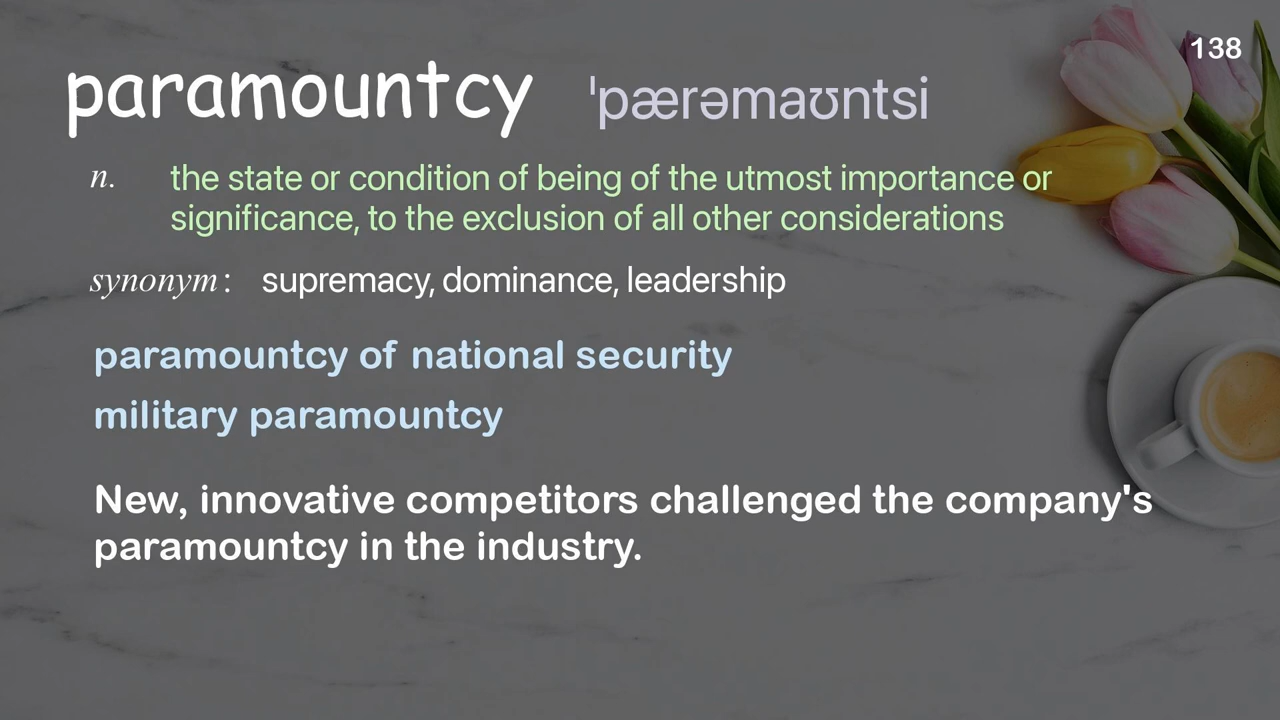 138
paramountcy ˈpærəmaʊntsi
n. the state or condition of being of the utmost importance or
significance, to the exclusion of all other considerations
synonym: supremacy, dominance, leadership
paramountcy of national security
military paramountcy
New, innovative competitors challenged the company's
paramountcy in the industry.